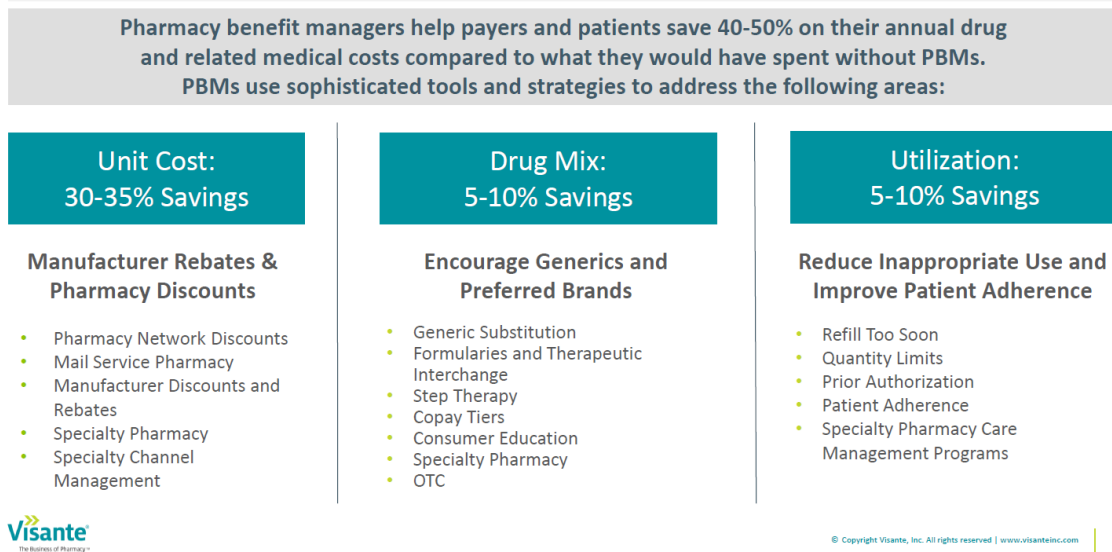 Pharmacy benefit managers help payers and patients save 40-50% on their annual drug
and related medical costs compared to what they would have spent without PBMs.
PBMs use sophisticated tools and strategies to address the following areas:
Unit Cost:
30-35% Savings
Manufacturer Rebates &
Pharmacy Discounts
• Pharmacy Network Discounts
• Mail Service Pharmacy
• Manufacturer Discounts and
Rebates
• Specialty Pharmacy
• Specialty Channel
Management
Drug Mix:
5-10% Savings
Encourage Generics and
Preferred Brands
• Generic Substitution
• Formularies and Therapeutic
Interchange
• Step Therapy
• Copay Tiers
• Consumer Education
• Specialty Pharmacy
• OTC
Utilization:
5-10% Savings
Reduce Inappropriate Use and
Improve Patient Adherence
• Refill Too Soon
• Quantity Limits
• Prior Authorization
• Patient Adherence
• Specialty Pharmacy Care
Management Programs
Visante®
The Business of Pharmacy™
© Copyright Visante, Inc. All rights reserved | www.visanteinc.com